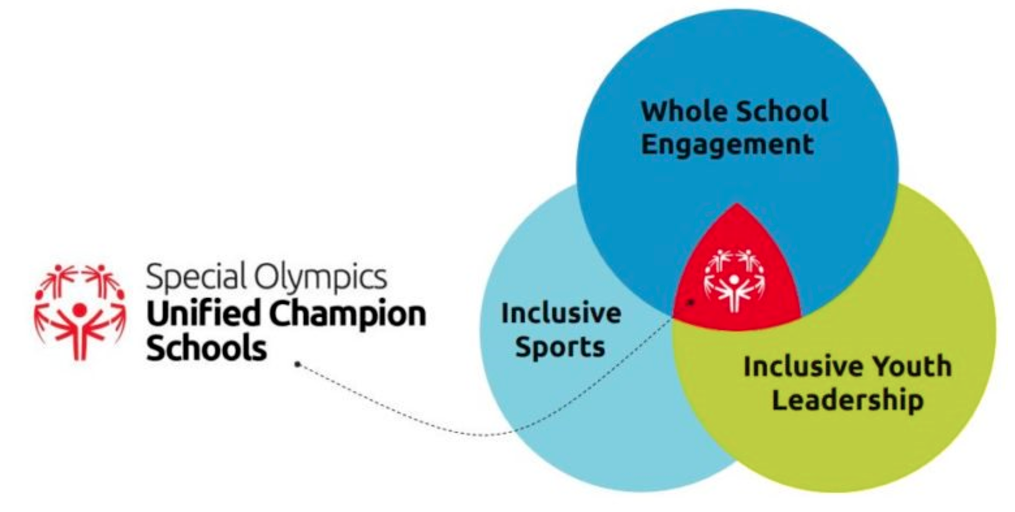 Special Olympics
Unified Champion
Schools
Whole School
Engagement
Inclusive
Sports
Inclusive Youth
Leadership